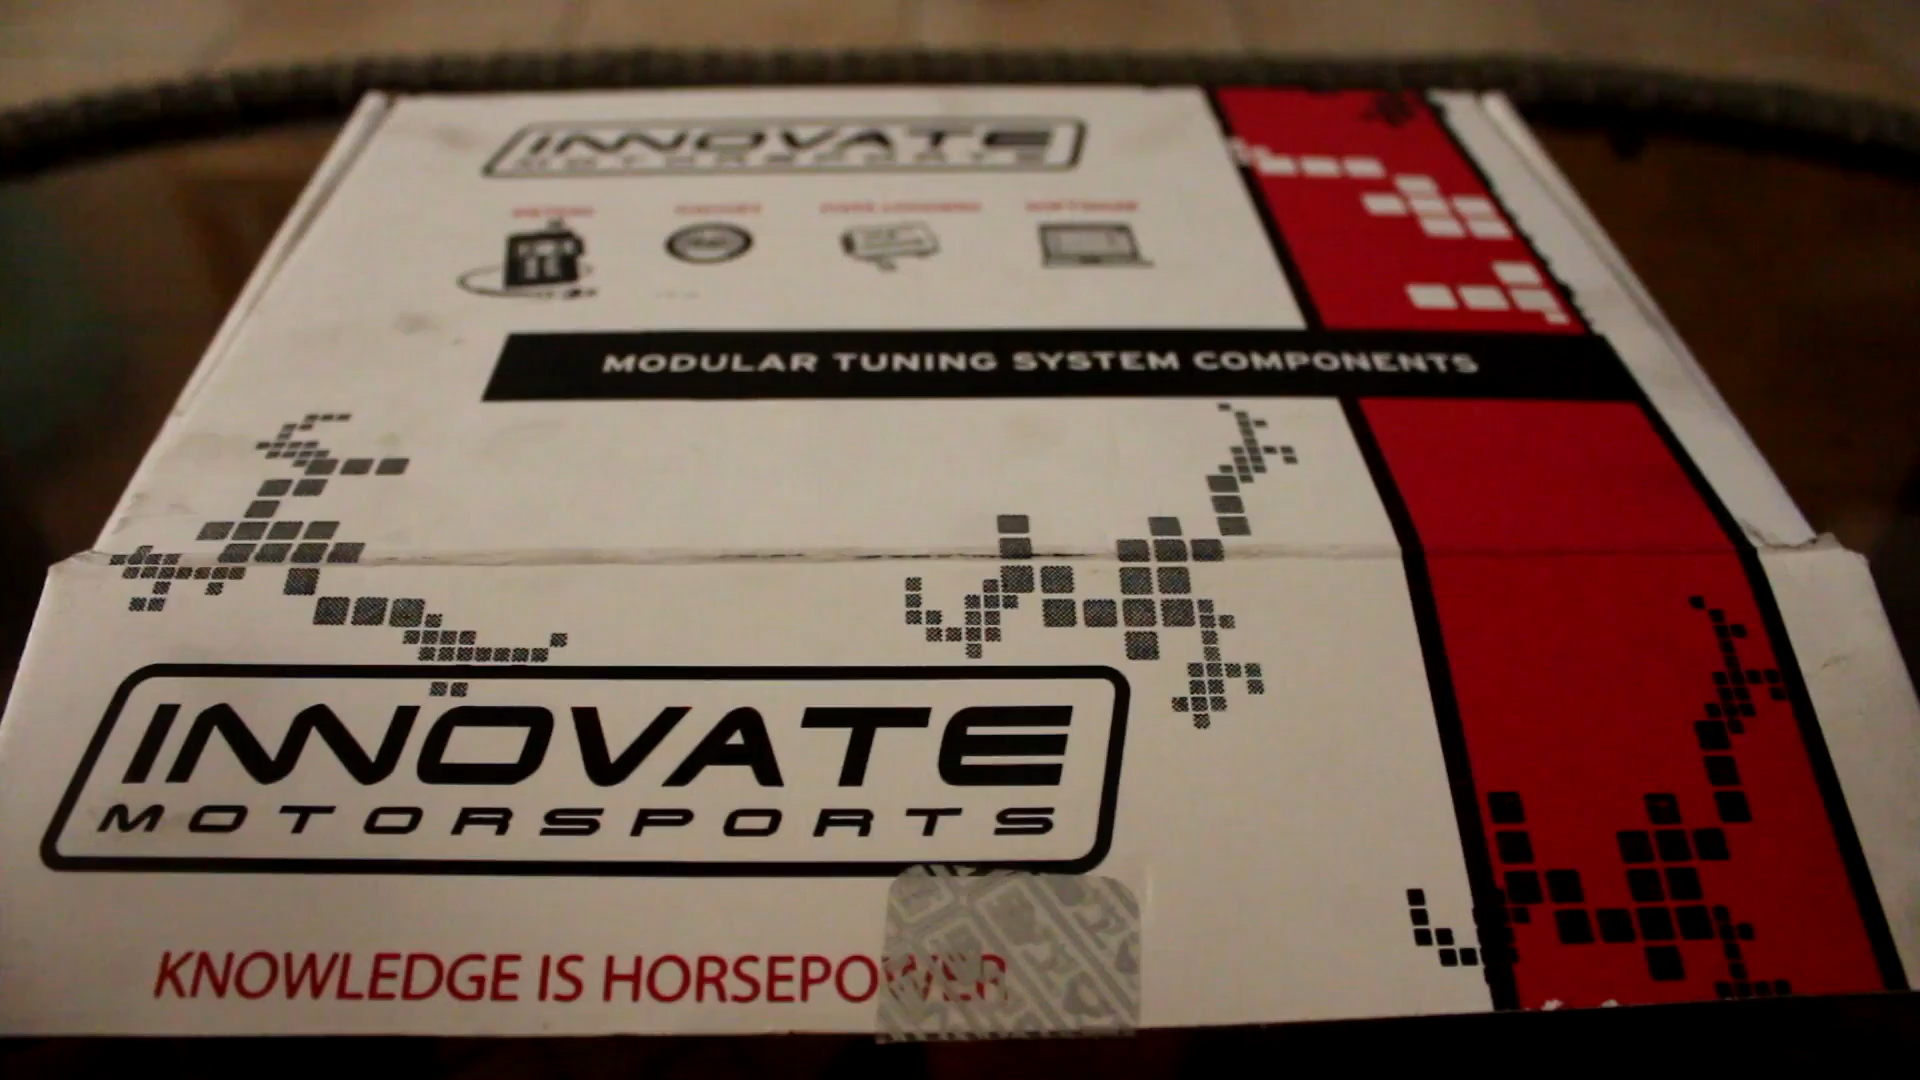 INNOVATE
MOTORSPORTS
MODULAR TUNING SYSTEM COMPONENTS
INNOVATE
MOTORSPORTS
KNOWLEDGE IS HORSEPOWER